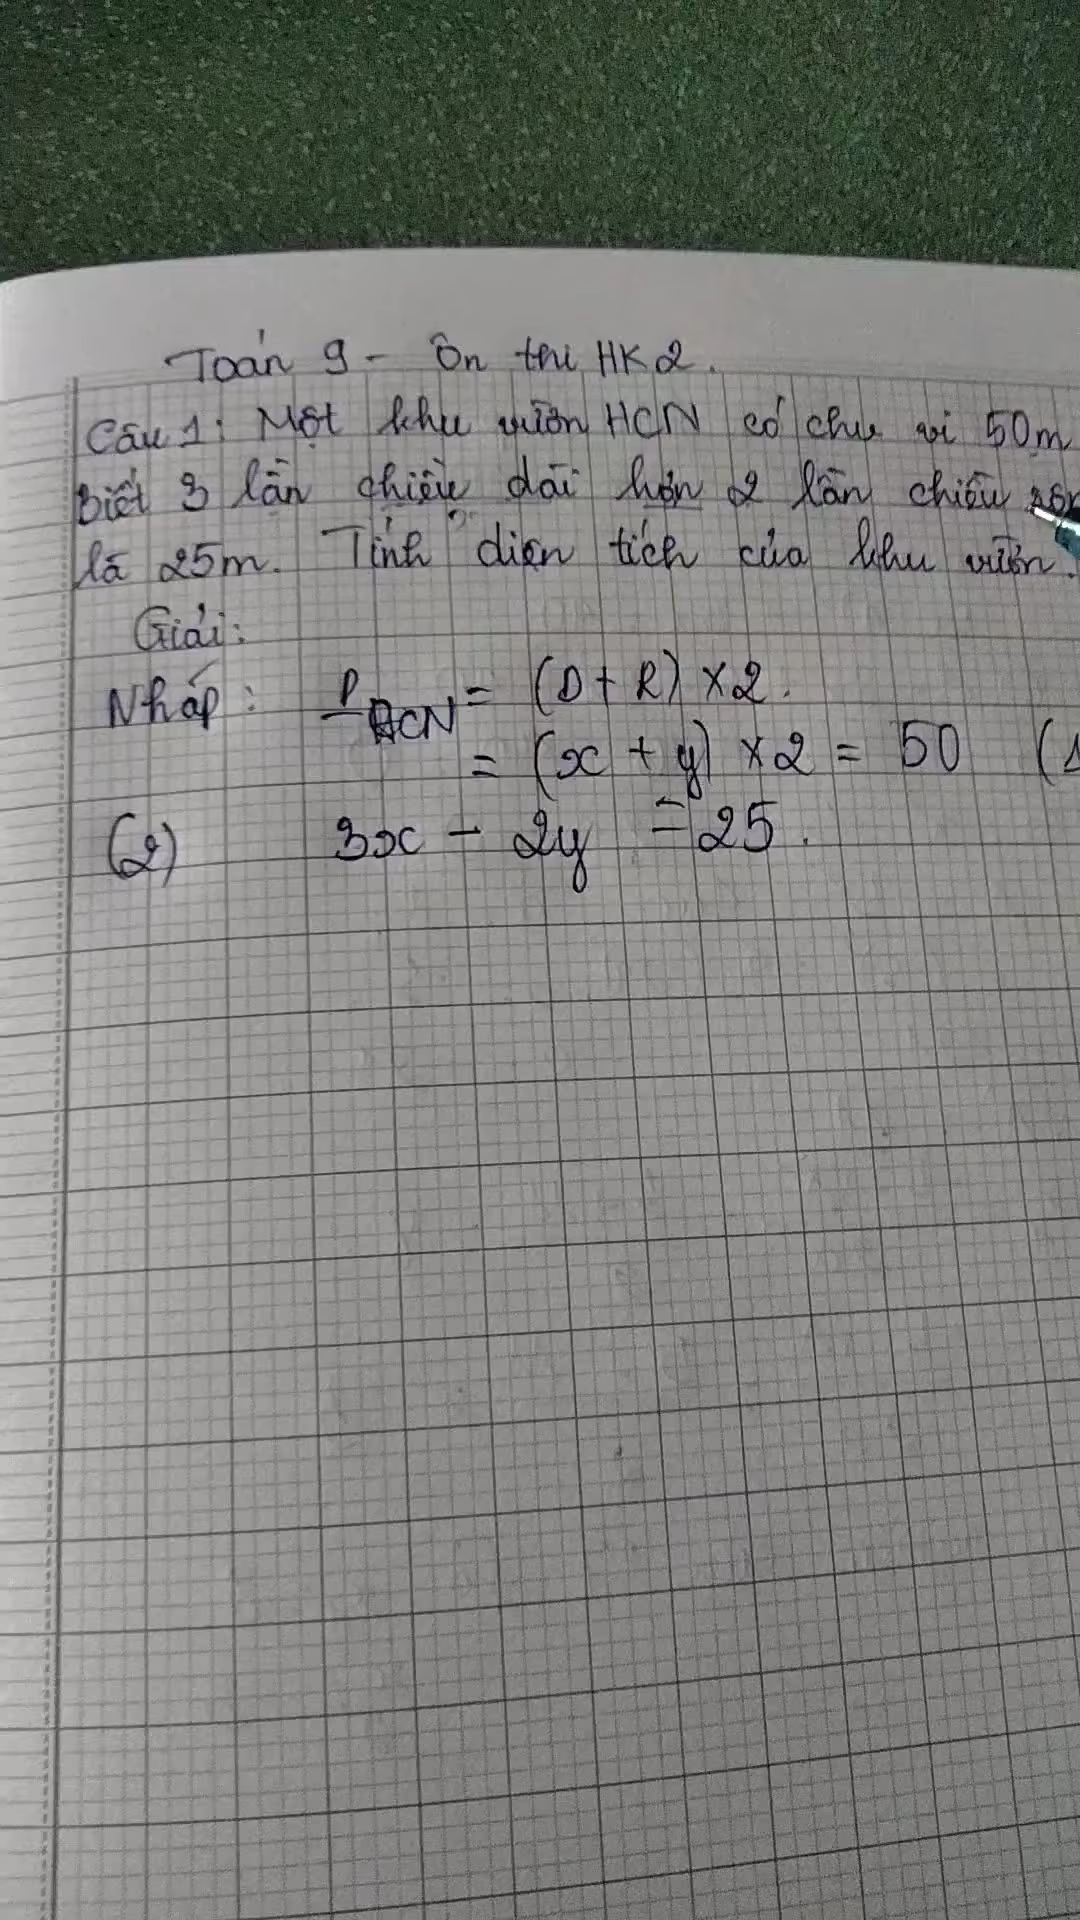 Toán 9 - Ôn thi HK2.
Câu 1: Một khu vườn HCN có chu vi 50m
Biết 3 lần chiều dài hơn 2 lần chiều
là 25m. Tính diện tích của khu vườn.
Giải:
Nháp: P HCN = (D + R) × 2.
= (x + y) × 2 = 50 (1
(2) 3x - 2y = 25.